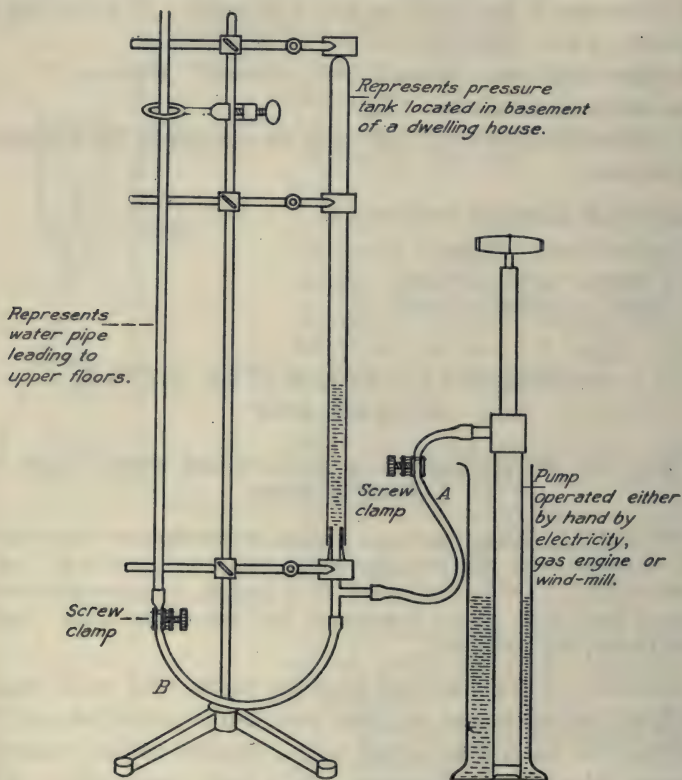 Represents pressure
tank located in basement
of a dwelling house.
Represents
water pipe
leading to
upper floors.
Screw
clamp
A
Pump
operated either
by hand by
electricity,
gas engine or
wind-mill.
Screw
clamp
B